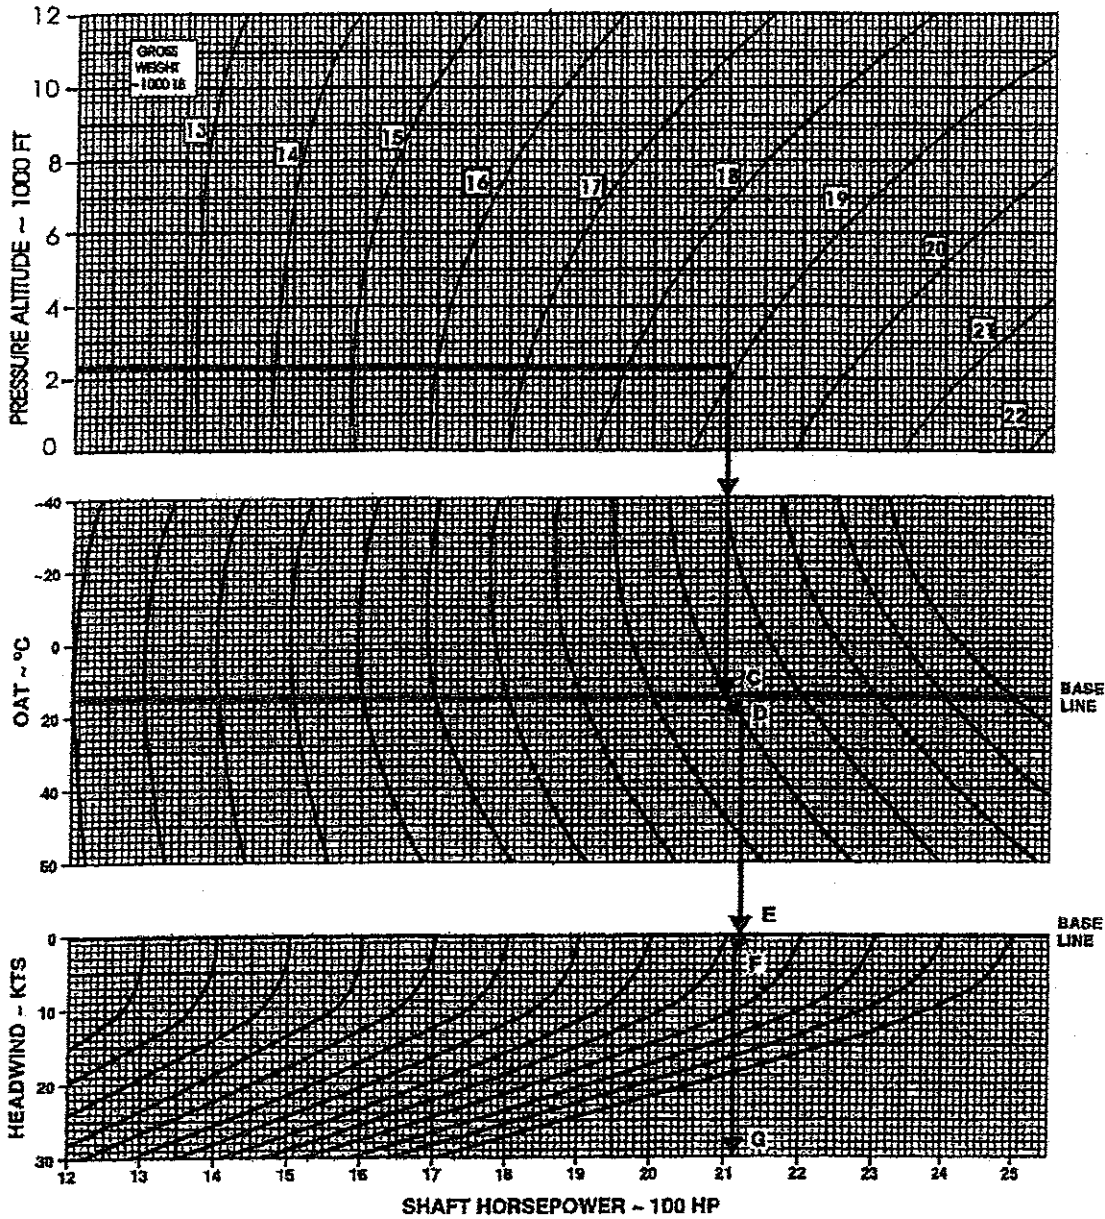 12
10
8
6
4
2
0
PRESSURE ALTITUDE ~ 1000 FT
GROSS
WEIGHT
~1000 lb
13
14
15
16
17
18
19
20
21
22
-40
-20
0
20
40
60
OAT ~ °C
C
D
BASE
LINE
E
BASE
LINE
0
10
20
30
HEADWIND ~ KTS
F
G
12
13
14
15
16
17
18
19
20
21
22
23
24
25
SHAFT HORSEPOWER ~ 100 HP